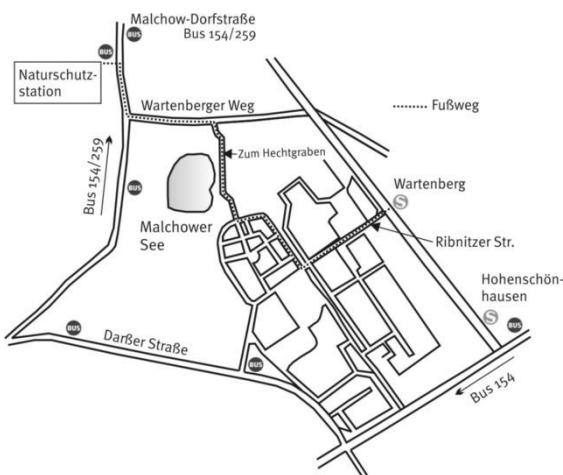 Malchow-Dorfstraße
Bus 154/259
BUS
BUS
Naturschutz-
station
Wartenberger Weg
Fußweg
Zum Hechtgraben
Bus 154/259
BUS
Wartenberg
S
Malchower
See
Ribnitzer Str.
Hohenschön-
hausen
S
BUS
BUS
Darßer Straße
BUS
Bus 154